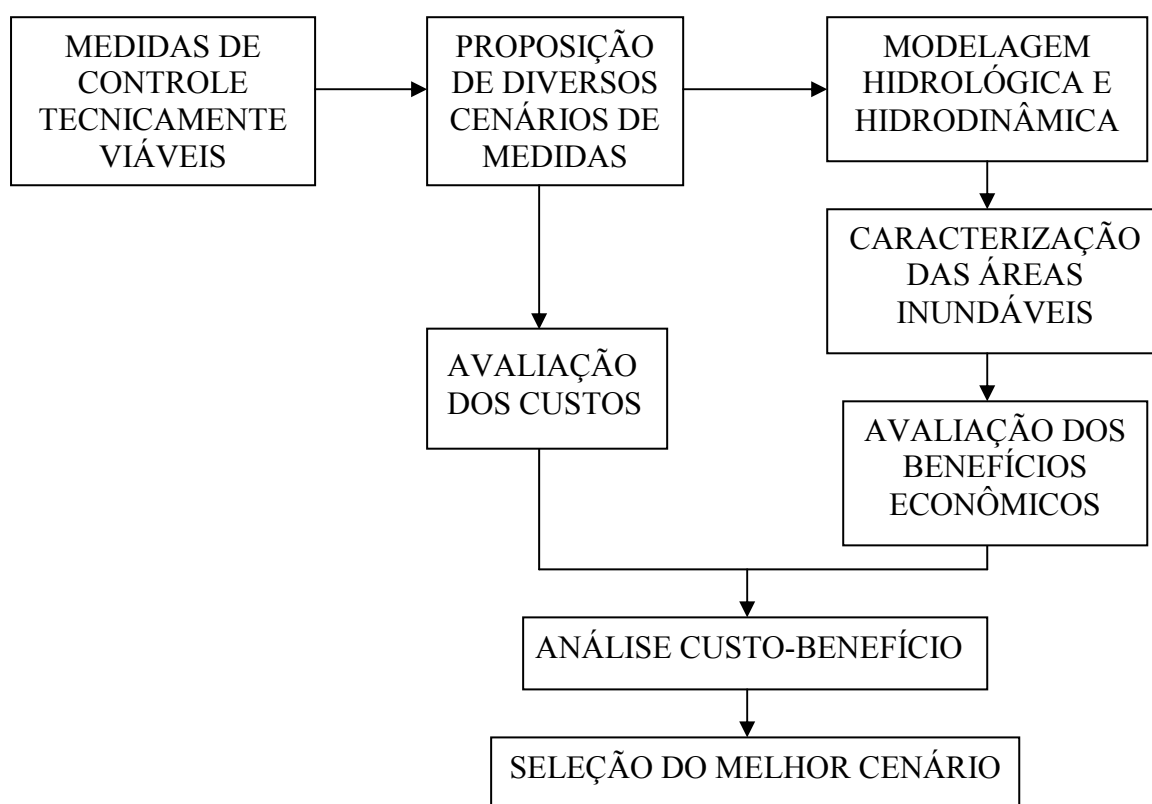 MEDIDAS DE
CONTROLE
TECNICAMENTE
VIÁVEIS
PROPOSIÇÃO
DE DIVERSOS
CENÁRIOS DE
MEDIDAS
MODELAGEM
HIDROLÓGICA E
HIDRODINÂMICA
CARACTERIZAÇÃO
DAS ÁREAS
INUNDÁVEIS
AVALIAÇÃO
DOS CUSTOS
AVALIAÇÃO DOS
BENEFÍCIOS
ECONÔMICOS
ANÁLISE CUSTO-BENEFÍCIO
SELEÇÃO DO MELHOR CENÁRIO